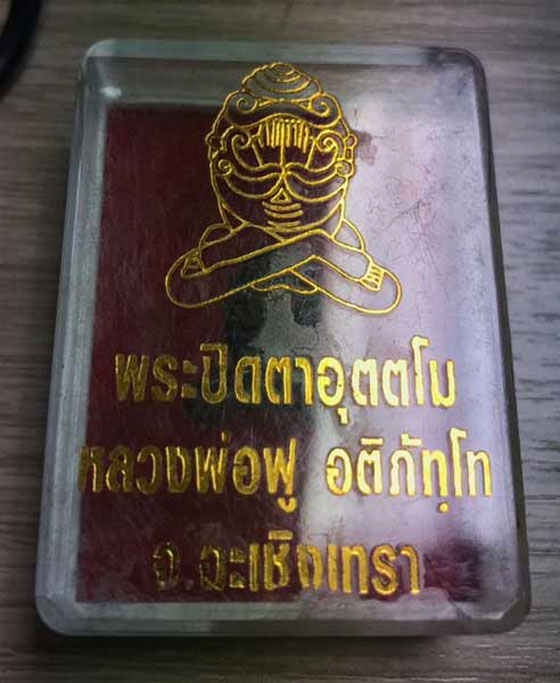 พระปิดตาอุตตโม
หลวงพ่อฟู อติภัทฺโท
จ.ฉะเชิงเทรา